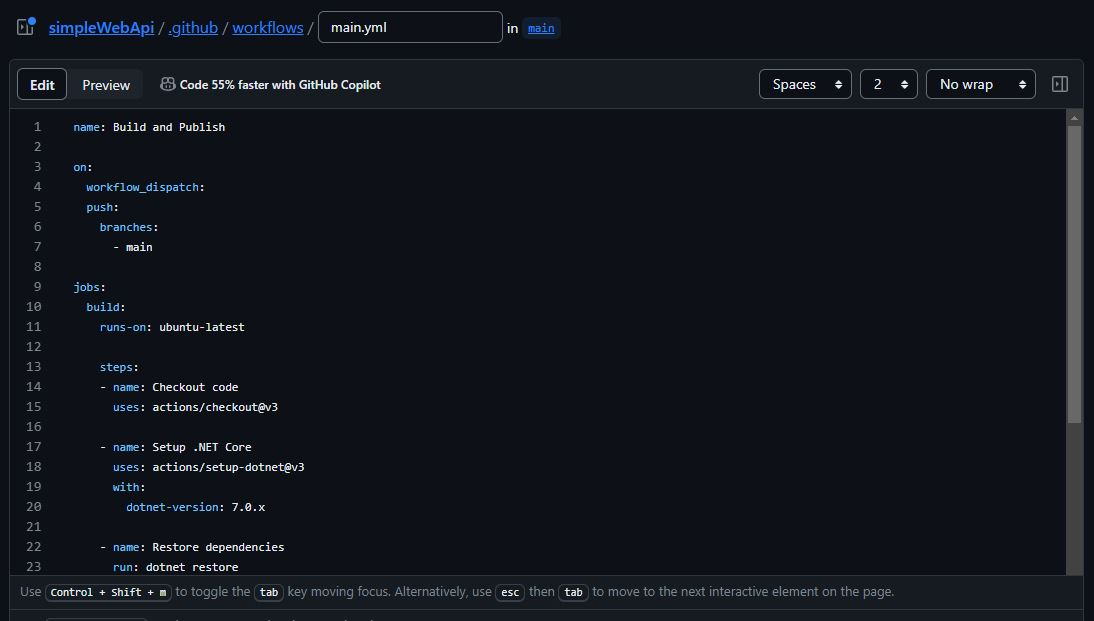 simpleWebApi / .github / workflows / main.yml in main
Edit Preview Code 55% faster with GitHub Copilot Spaces 2 No wrap
1 name: Build and Publish
2
3 on:
4 workflow_dispatch:
5 push:
6 branches:
7 - main
8
9 jobs:
10 build:
11 runs-on: ubuntu-latest
12
13 steps:
14 - name: Checkout code
15 uses: actions/checkout@v3
16
17 - name: Setup .NET Core
18 uses: actions/setup-dotnet@v3
19 with:
20 dotnet-version: 7.0.x
21
22 - name: Restore dependencies
23 run: dotnet restore
Use Control + Shift + m to toggle the tab key moving focus. Alternatively, use esc then tab to move to the next interactive element on the page.